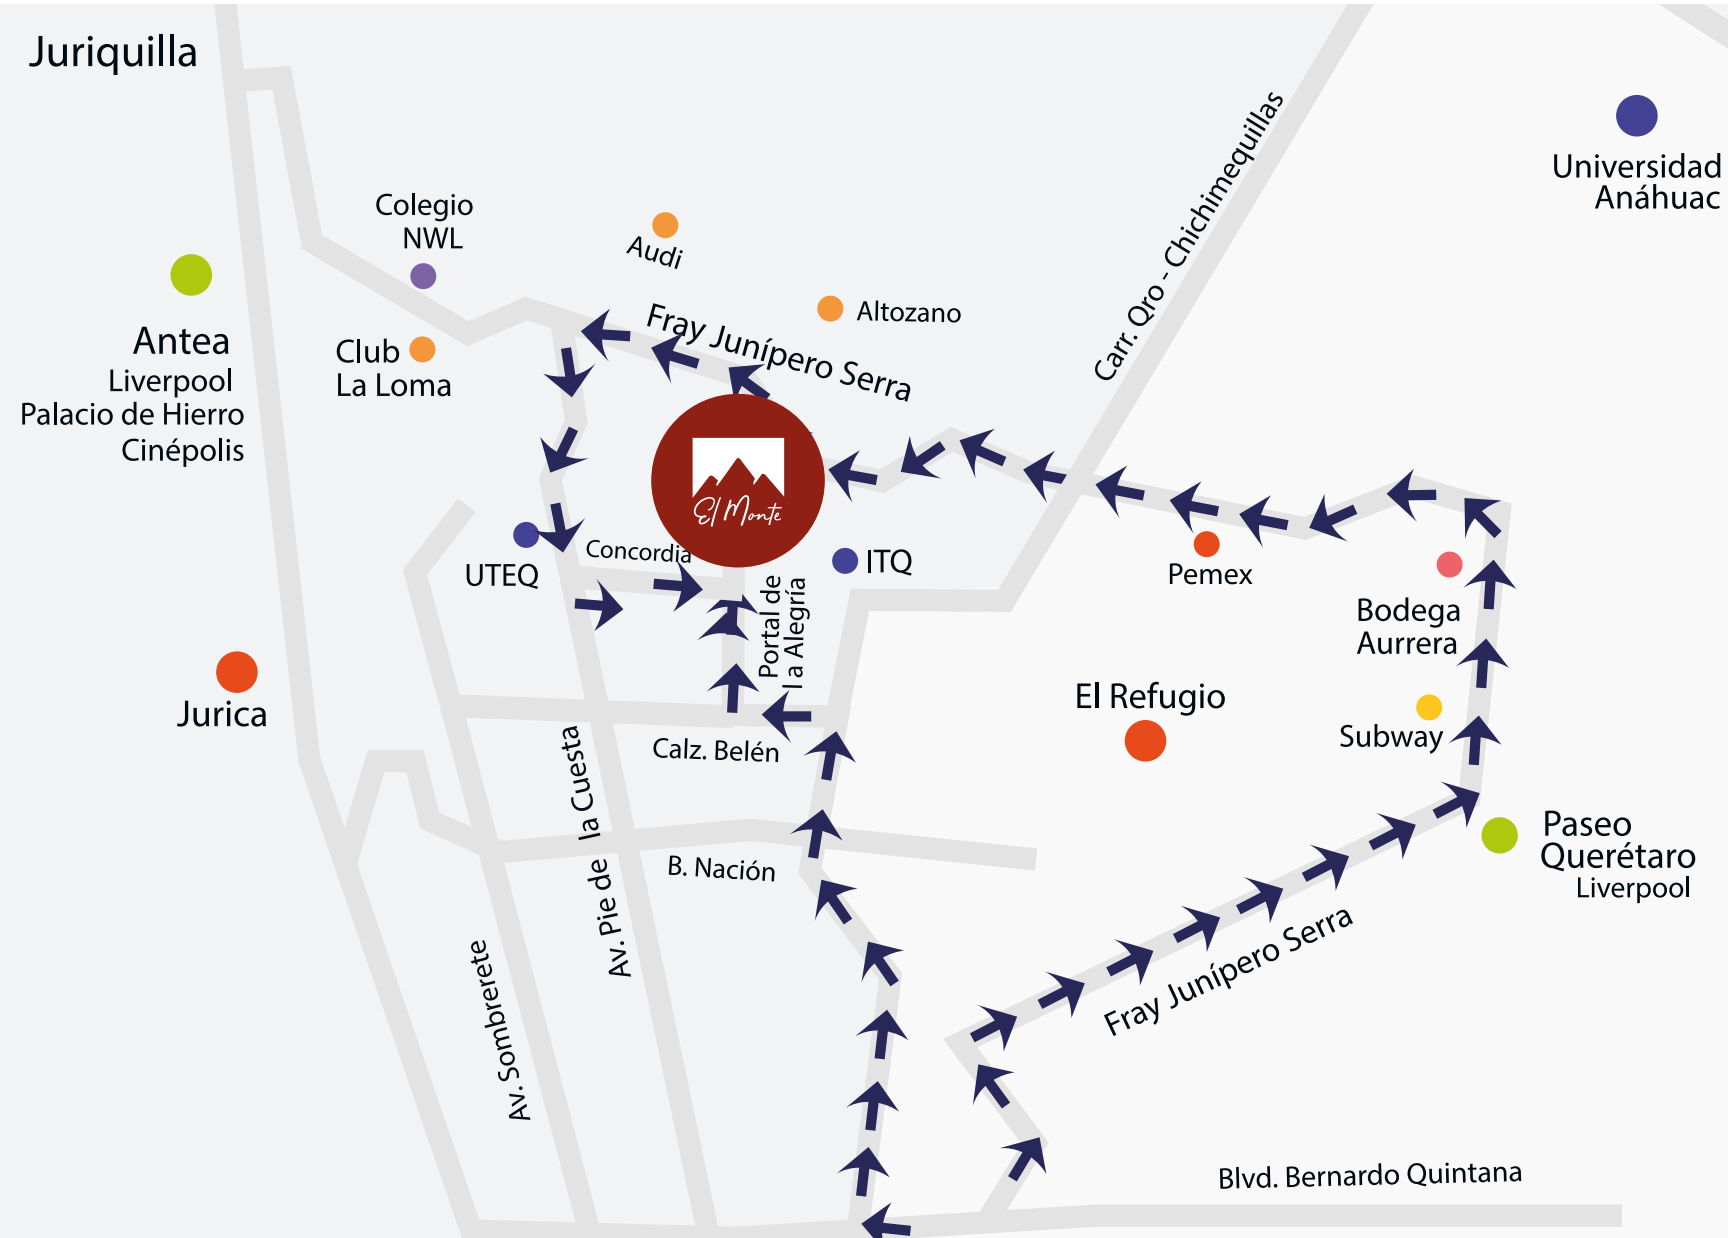 Juriquilla
Universidad
Anáhuac
Carr. Qro - Chichimequillas
Colegio
NWL
Audi
Altozano
Fray Junípero Serra
Antea
Liverpool
Palacio de Hierro
Cinépolis
Club
La Loma
El Monte
UTEQ
Concordia
ITQ
Portal de
la Alegría
Pemex
Bodega
Aurrera
Jurica
El Refugio
Subway
Calz. Belén
Av. Pie de la Cuesta
B. Nación
Paseo
Querétaro
Liverpool
Fray Junípero Serra
Av. Sombrerete
Blvd. Bernardo Quintana